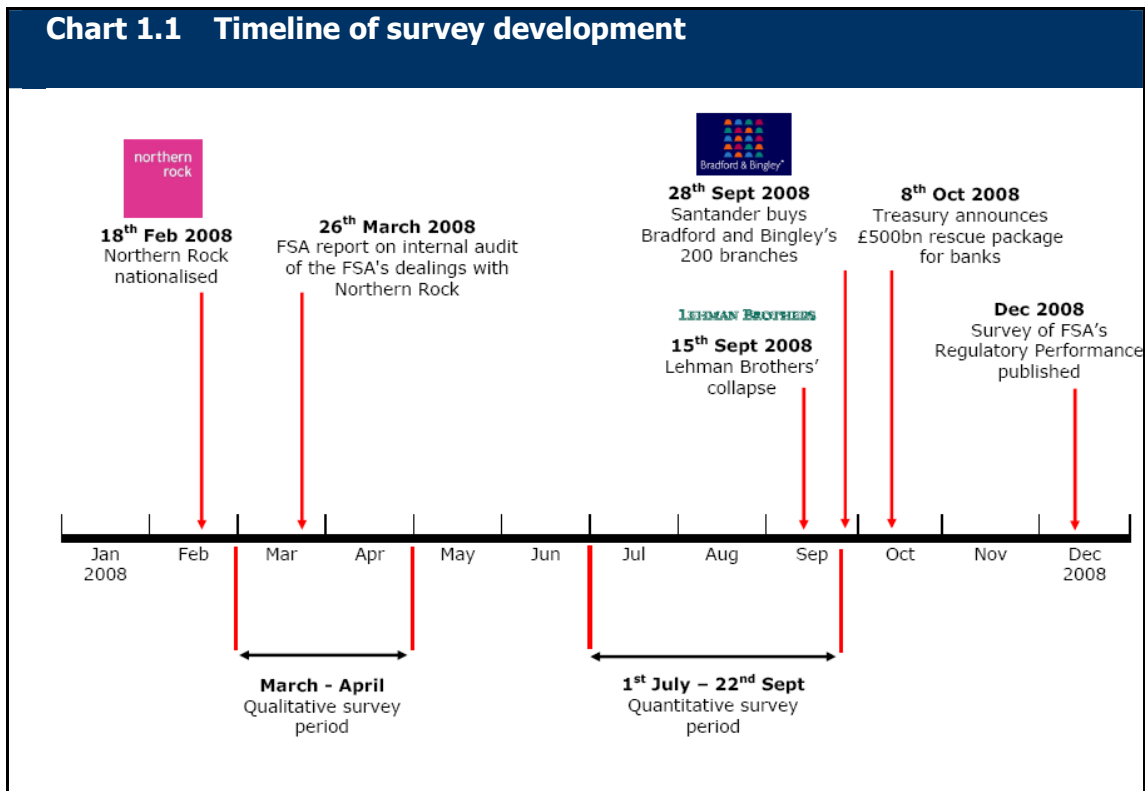 Chart 1.1 Timeline of survey development
northern
rock
18th Feb 2008
Northern Rock
nationalised
26th March 2008
FSA report on internal audit
of the FSA's dealings with
Northern Rock
Bradford & Bingley
28th Sept 2008
Santander buys
Bradford and Bingley's
200 branches
LEHMAN BROTHERS
15th Sept 2008
Lehman Brothers'
collapse
8th Oct 2008
Treasury announces
£500bn rescue package
for banks
Dec 2008
Survey of FSA's
Regulatory Performance
published
Jan
2008
Feb
Mar
Apr
May
Jun
Jul
Aug
Sep
Oct
Nov
Dec
2008
March - April
Qualitative survey
period
1st July – 22nd Sept
Quantitative survey
period